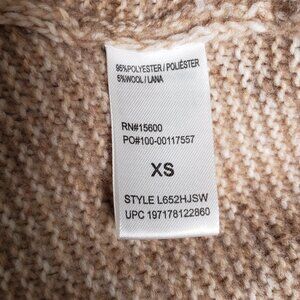 95%POLYESTER / POLIÉSTER
5%WOOL / LANA
RN#15600
PO#100-00117557
XS
STYLE L652HJSW
UPC 197178122860